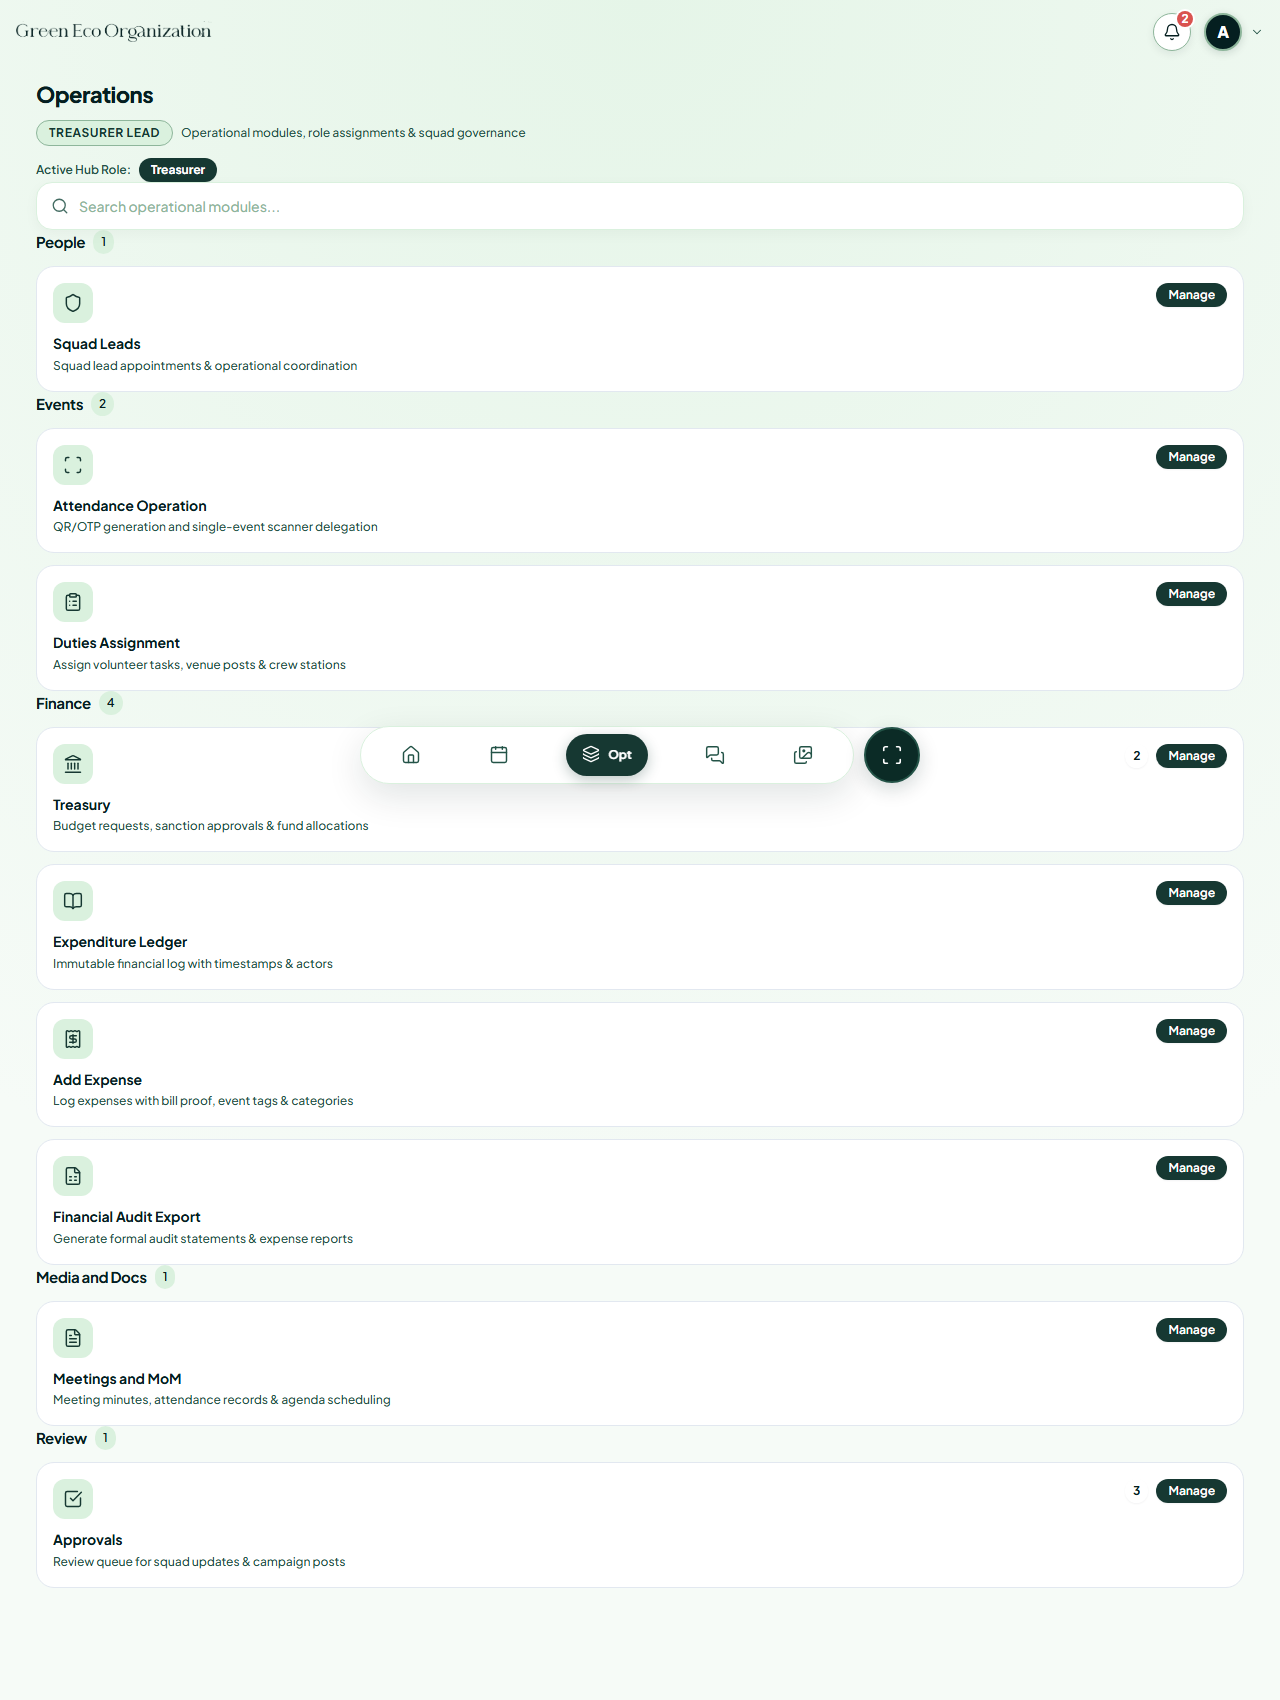 Green Eco Organization
2
A
Operations
TREASURER LEAD
Operational modules, role assignments & squad governance
Active Hub Role:
Treasurer
Search operational modules...
People 1
Manage
Squad Leads
Squad lead appointments & operational coordination
Events 2
Manage
Attendance Operation
QR/OTP generation and single-event scanner delegation
Manage
Duties Assignment
Assign volunteer tasks, venue posts & crew stations
Finance 4
Opt
2 Manage
Treasury
Budget requests, sanction approvals & fund allocations
Manage
Expenditure Ledger
Immutable financial log with timestamps & actors
Manage
Add Expense
Log expenses with bill proof, event tags & categories
Manage
Financial Audit Export
Generate formal audit statements & expense reports
Media and Docs 1
Manage
Meetings and MoM
Meeting minutes, attendance records & agenda scheduling
Review 1
3 Manage
Approvals
Review queue for squad updates & campaign posts